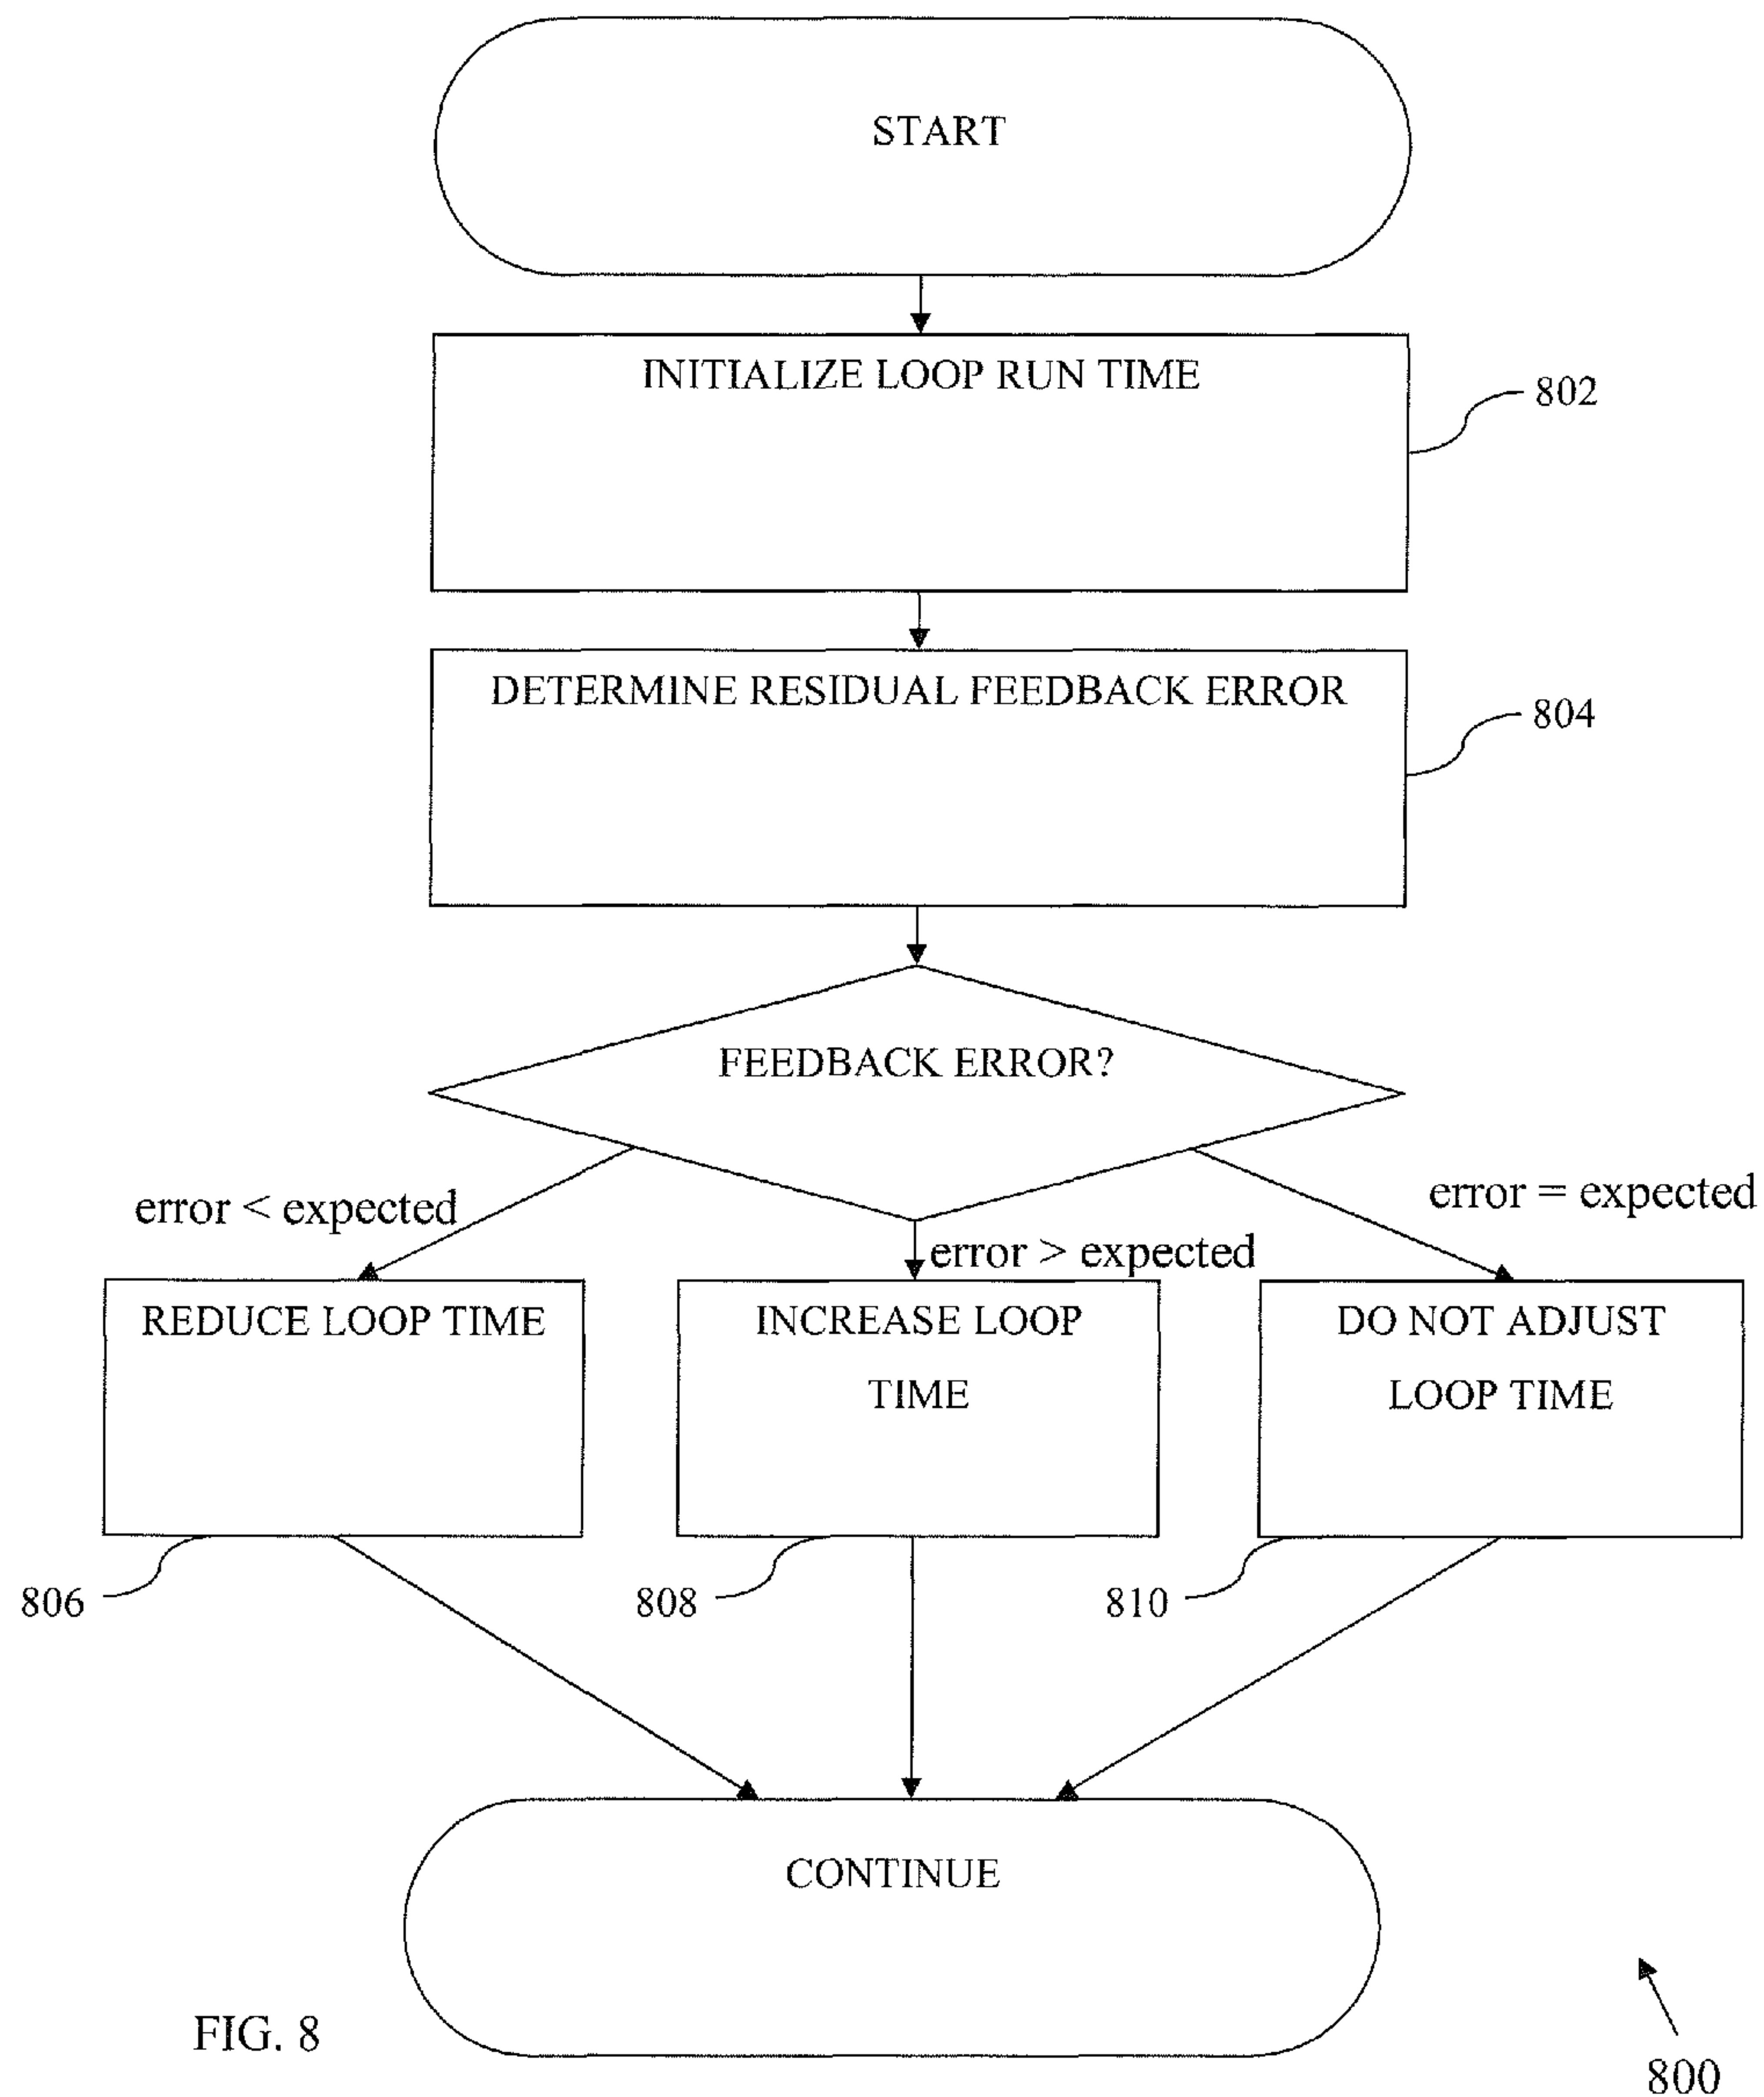 START
INITIALIZE LOOP RUN TIME
802
DETERMINE RESIDUAL FEEDBACK ERROR
804
FEEDBACK ERROR?
error < expected
error > expected
error = expected
REDUCE LOOP TIME
INCREASE LOOP
TIME
DO NOT ADJUST
LOOP TIME
806
808
810
CONTINUE
FIG. 8
800